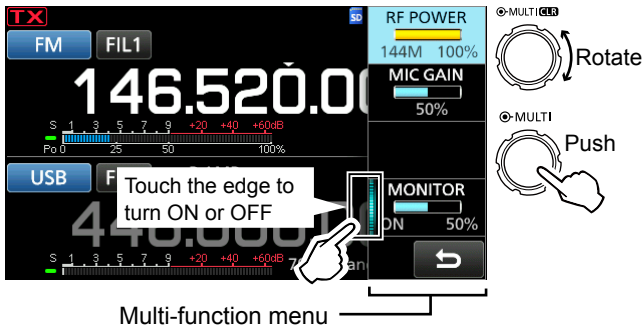 TX
SD
RF POWER
144M 100%
MULTI CLR
Rotate
FM
FIL1
146.520.0
MIC GAIN
50%
S 1 3 5 7 9 +20 +40 +60dB
Po 0 25 50 100%
MULTI
Push
USB
F
Touch the edge to
turn ON or OFF
MONITOR
ON 50%
S 1 3 5 7 9 +20 +40 +60dB
Multi-function menu